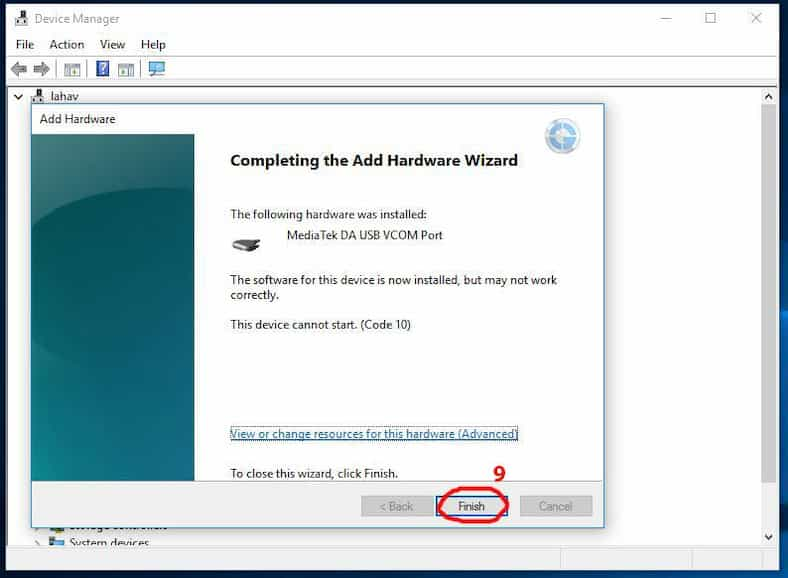 Device Manager
File Action View Help
lahav
Add Hardware
Completing the Add Hardware Wizard
The following hardware was installed:
MediaTek DA USB VCOM Port
The software for this device is now installed, but may not work
correctly.
This device cannot start. (Code 10)
View or change resources for this hardware (Advanced)
To close this wizard, click Finish.
9
< Back Finish Cancel
Storage controllers
System devices